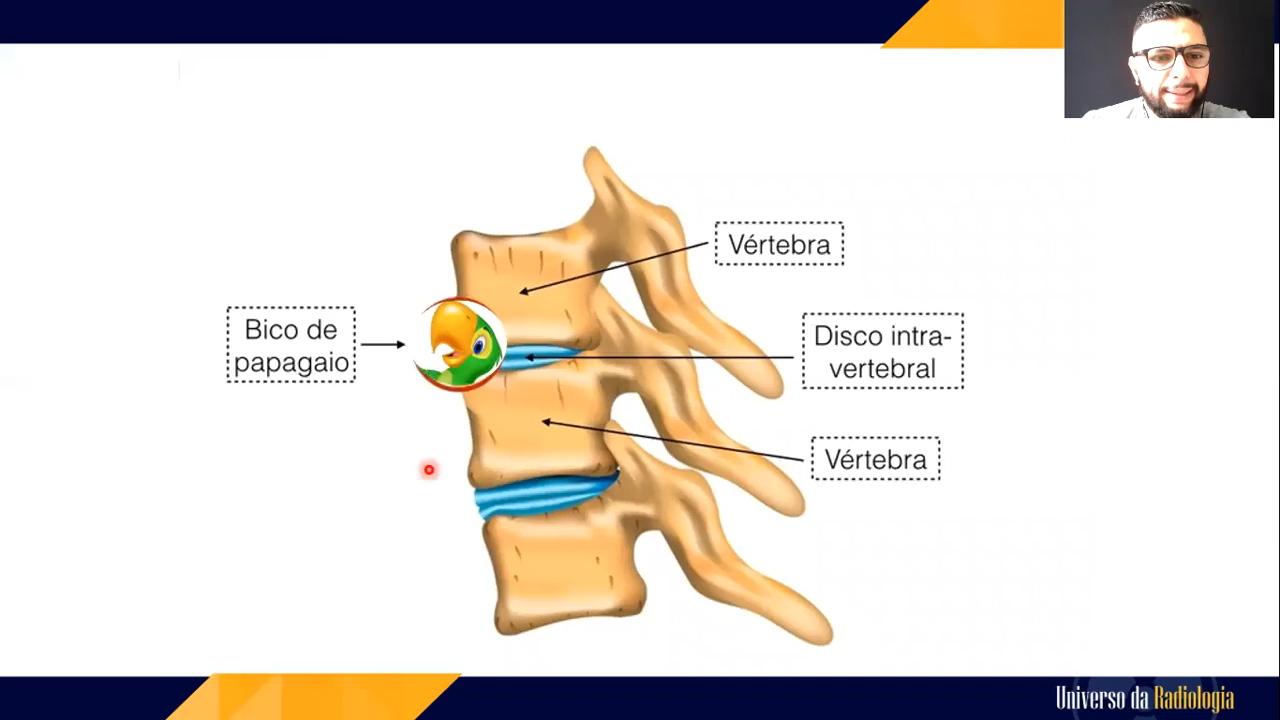 Vértebra
Bico de
papagaio
Disco intra-
vertebral
Vértebra
Universo da Radiologia